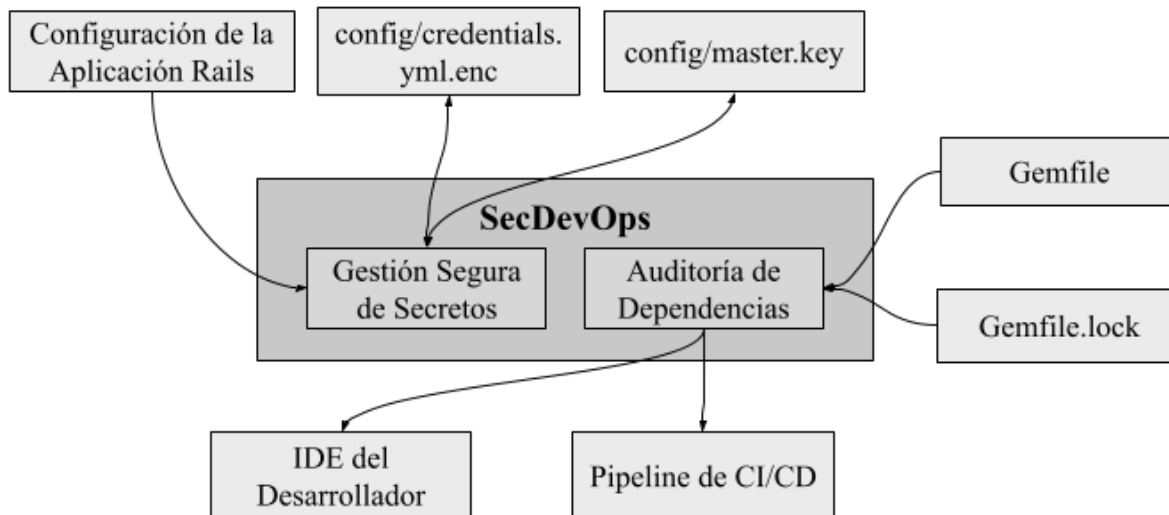 Configuración de la
Aplicación Rails
config/credentials.
yml.enc
config/master.key
Gemfile
SecDevOps
Gestión Segura
de Secretos
Auditoría de
Dependencias
Gemfile.lock
IDE del
Desarrollador
Pipeline de CI/CD